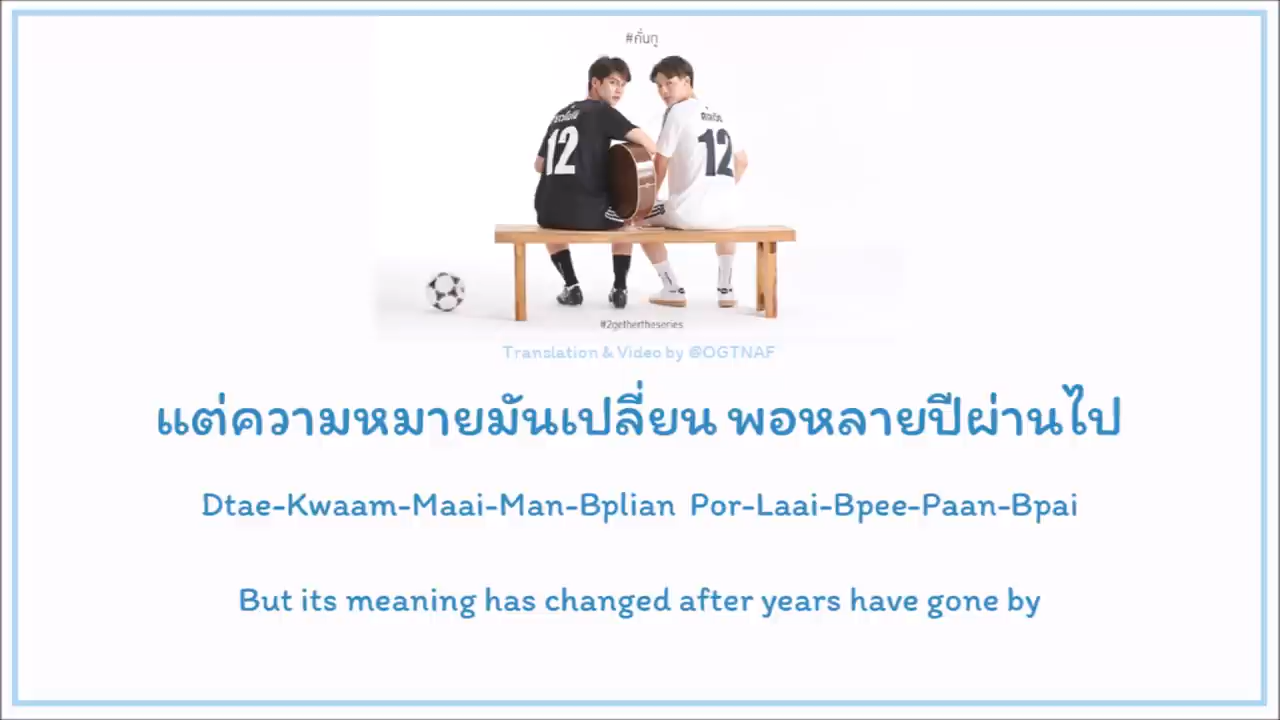 #คั่นกู
12
12
#2gethertheseries
Translation & Video by @OGTNAF
แต่ความหมายมันเปลี่ยน พอหลายปีผ่านไป
Dtae-Kwaam-Maai-Man-Bplian Por-Laai-Bpee-Paan-Bpai
But its meaning has changed after years have gone by